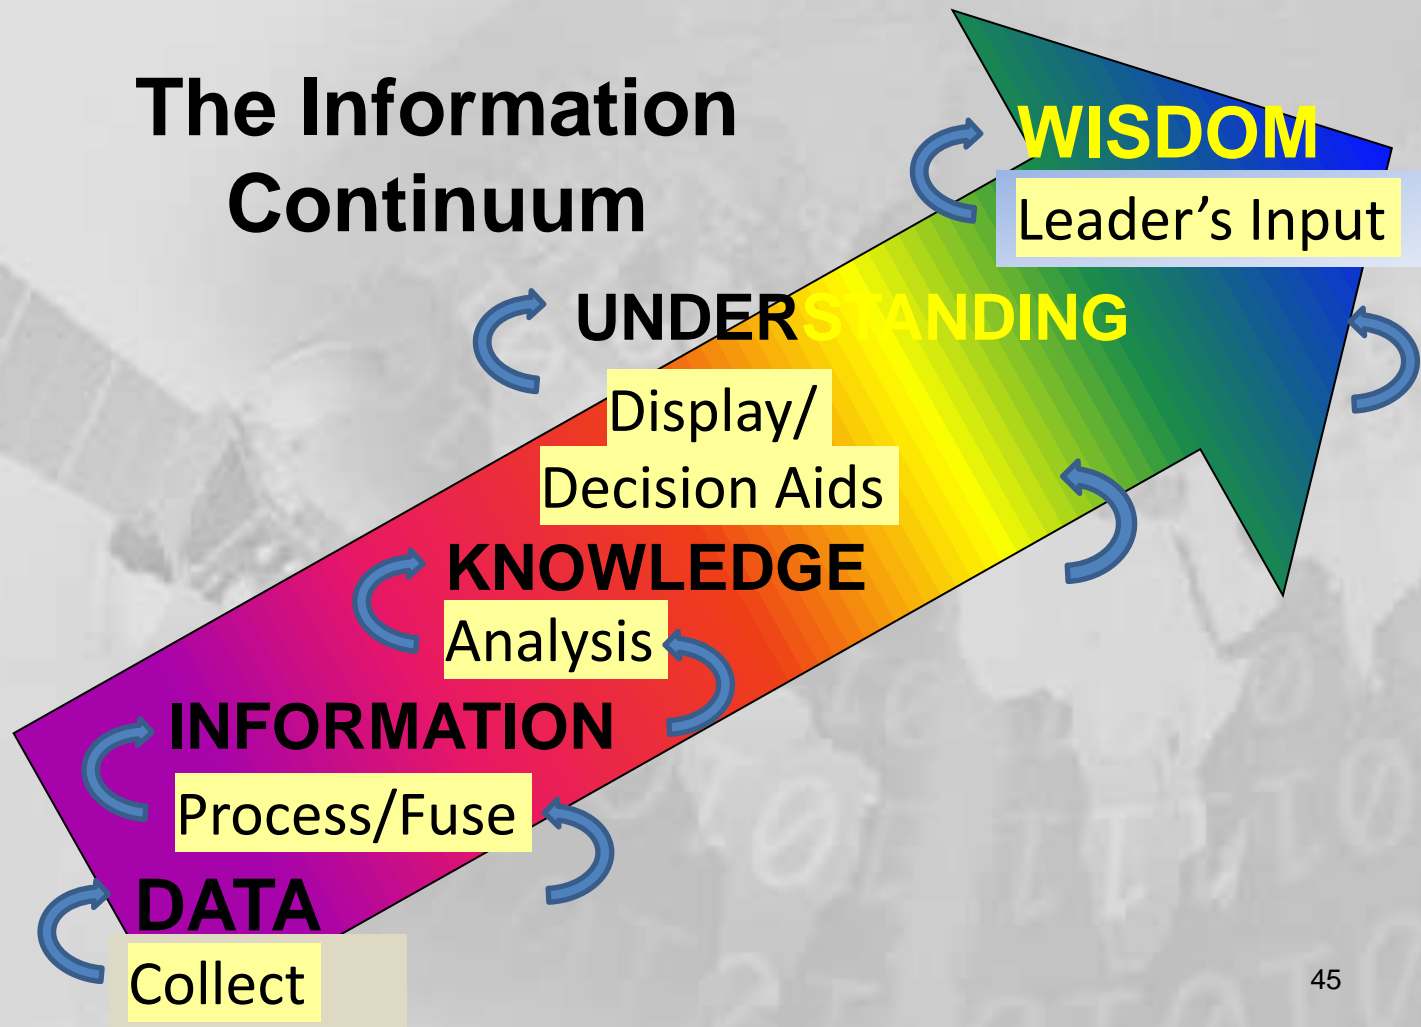 The Information
Continuum
WISDOM
Leader’s Input
UNDERSTANDING
Display/
Decision Aids
KNOWLEDGE
Analysis
INFORMATION
Process/Fuse
DATA
Collect
45